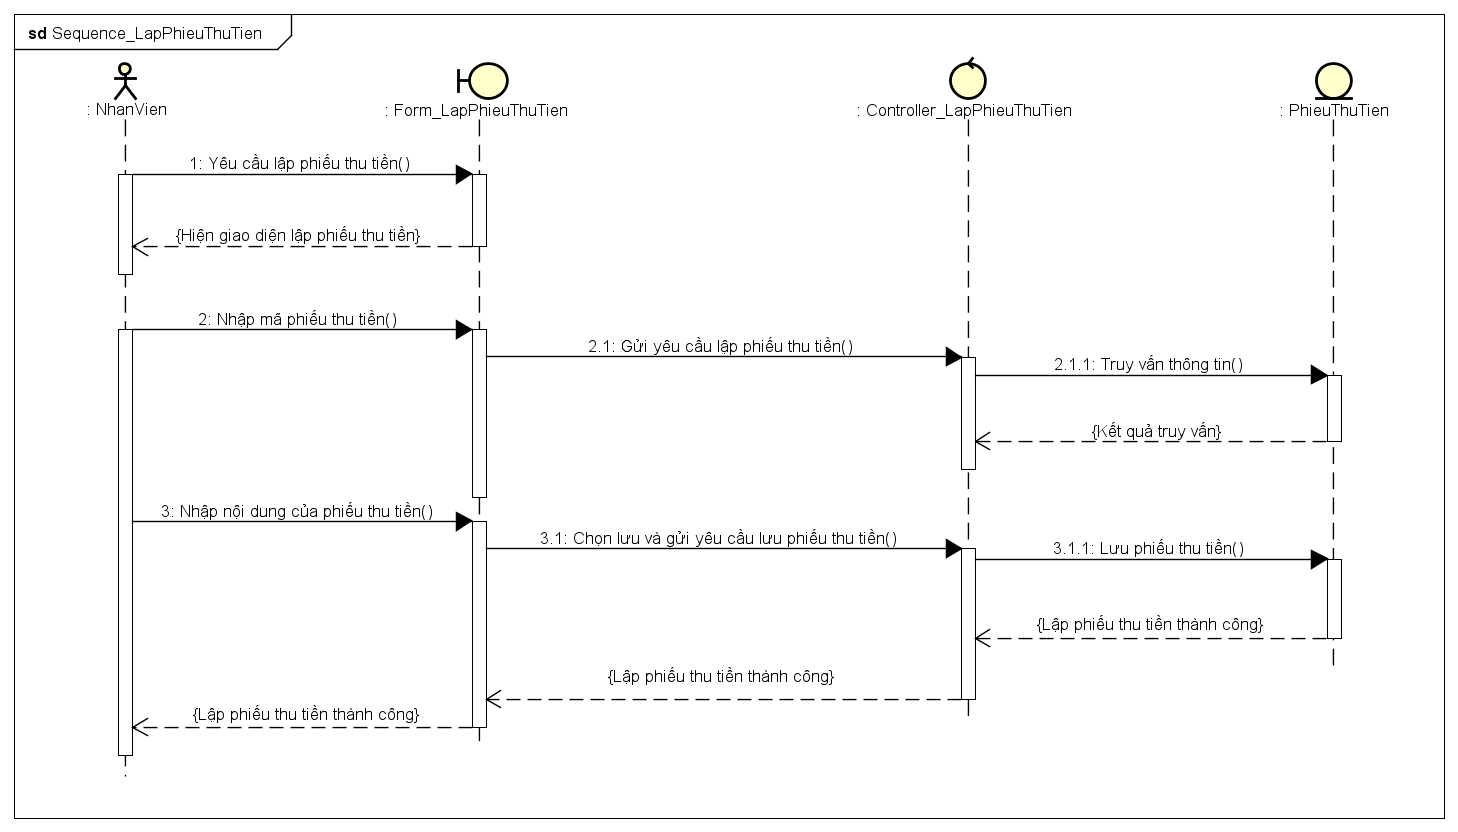 sd Sequence_LapPhieuThuTien
: NhanVien
: Form_LapPhieuThuTien
: Controller_LapPhieuThuTien
: PhieuThuTien
1: Yêu cầu lập phiếu thu tiền()
{Hiện giao diện lập phiếu thu tiền}
2: Nhập mã phiếu thu tiền()
2.1: Gửi yêu cầu lập phiếu thu tiền()
2.1.1: Truy vấn thông tin()
{Kết quả truy vấn}
3: Nhập nội dung của phiếu thu tiền()
3.1: Chọn lưu và gửi yêu cầu lưu phiếu thu tiền()
3.1.1: Lưu phiếu thu tiền()
{Lập phiếu thu tiền thành công}
{Lập phiếu thu tiền thành công}
{Lập phiếu thu tiền thành công}